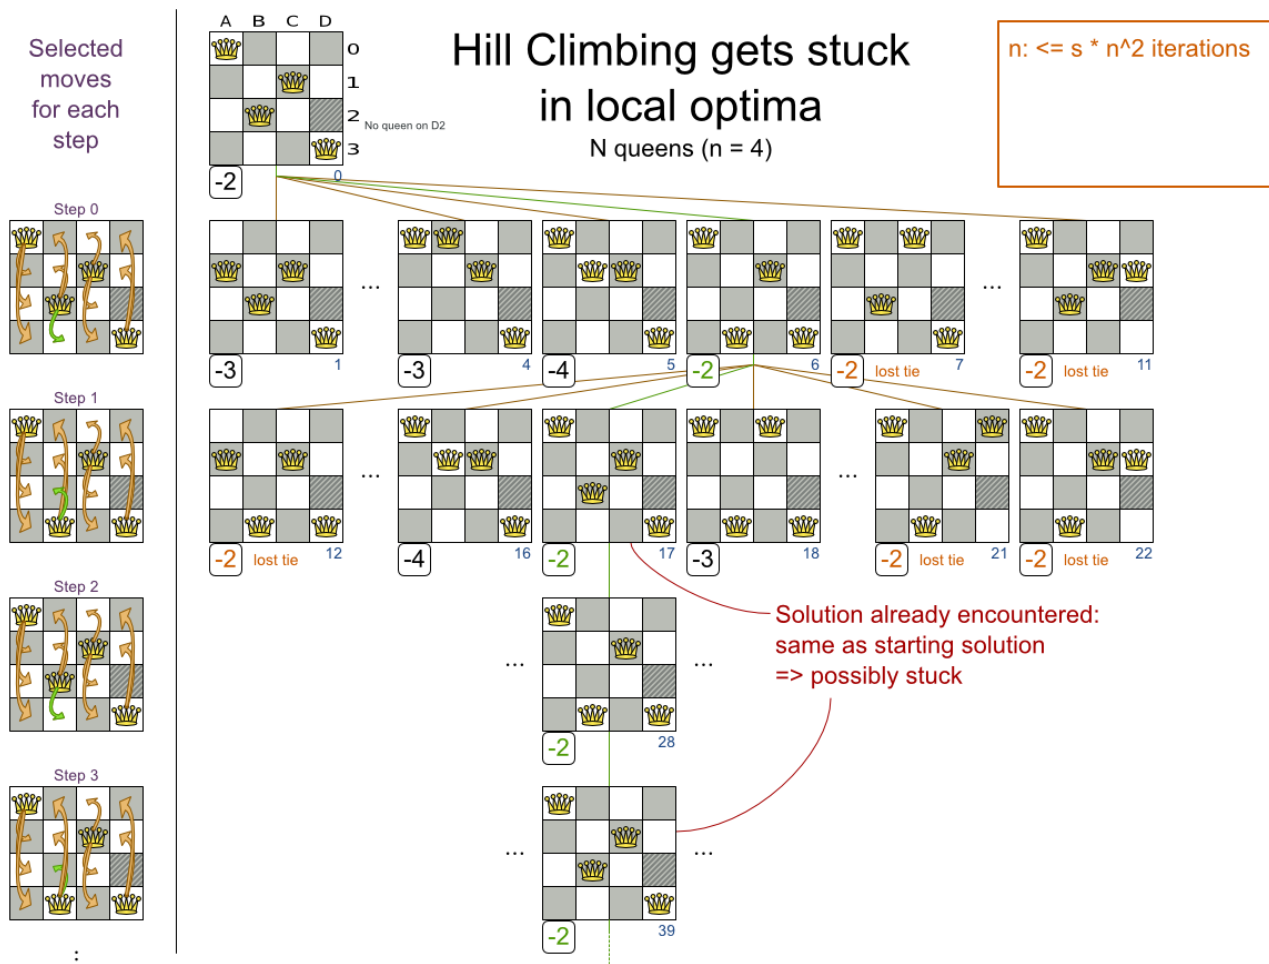 Selected
moves
for each
step
A B C D
0
1
2
3
No queen on D2
-2
0
Hill Climbing gets stuck
in local optima
N queens (n = 4)
n: <= s * n^2 iterations
Step 0
-3
1
...
-3
4
-4
5
-2
6
-2 lost tie 7
...
-2 lost tie 11
Step 1
-2 lost tie 12
...
-4
16
-2
17
-3
18
...
-2 lost tie 21
-2 lost tie 22
Step 2
...
-2
28
...
Solution already encountered:
same as starting solution
=> possibly stuck
Step 3
...
-2
39
...
: